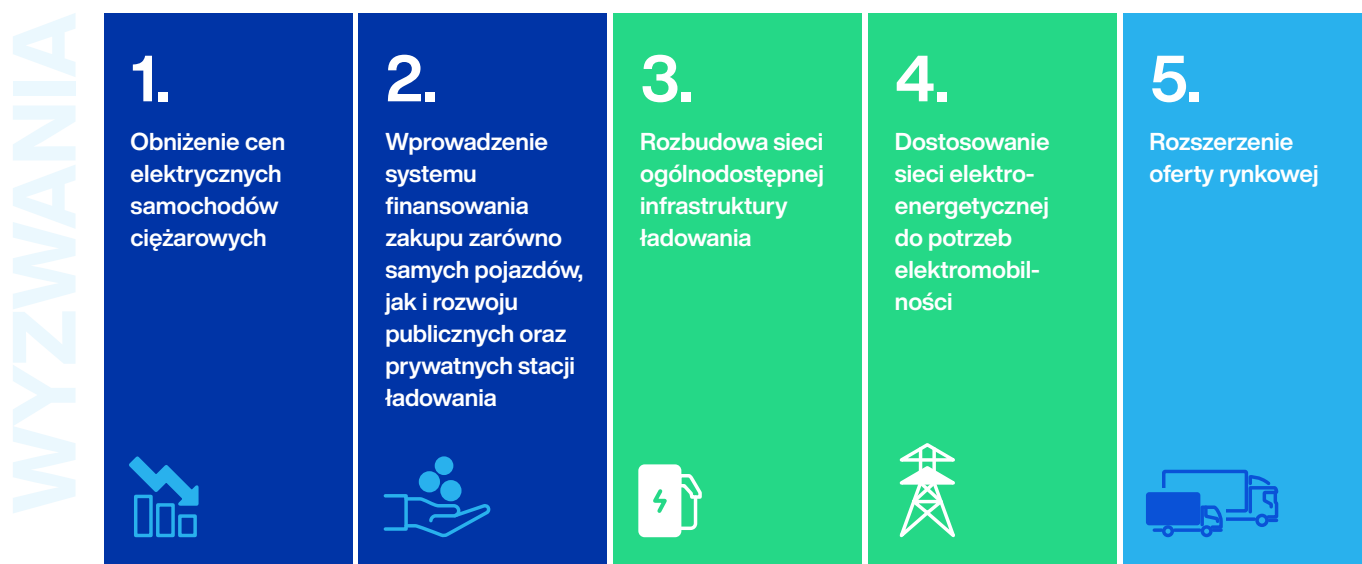 WYZWANIA
1.
Obniżenie cen
elektrycznych
samochodów
ciężarowych
2.
Wprowadzenie
systemu
finansowania
zakupu zarówno
samych pojazdów,
jak i rozwoju
publicznych oraz
prywatnych stacji
ładowania
3.
Rozbudowa sieci
ogólnodostępnej
infrastruktury
ładowania
4.
Dostosowanie
sieci elektro-
energetycznej
do potrzeb
elektromobil-
ności
5.
Rozszerzenie
oferty rynkowej